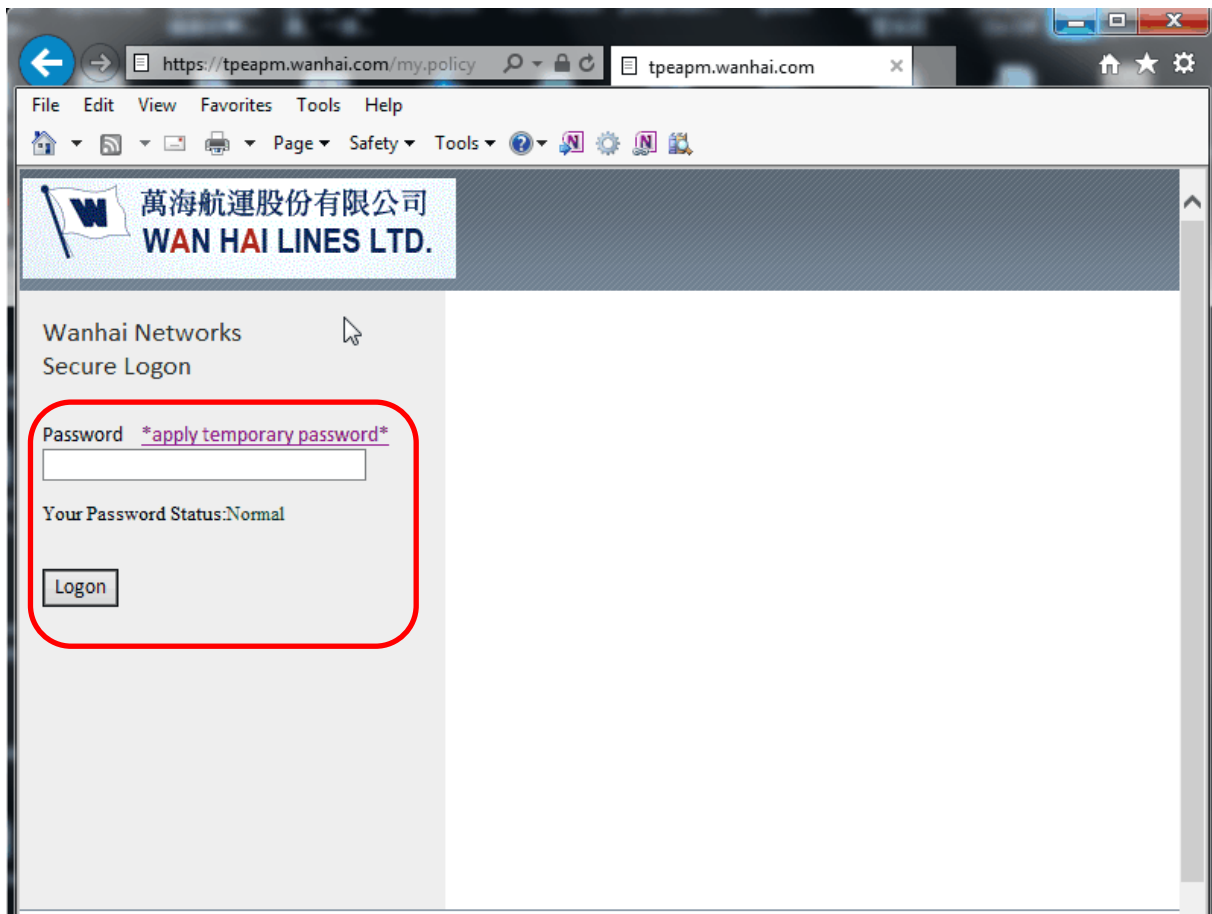 https://tpeapm.wanhai.com/my.policy
tpeapm.wanhai.com
File Edit View Favorites Tools Help
Page Safety Tools
萬海航運股份有限公司
WAN HAI LINES LTD.
Wanhai Networks
Secure Logon
Password *apply temporary password*
Your Password Status:Normal
Logon